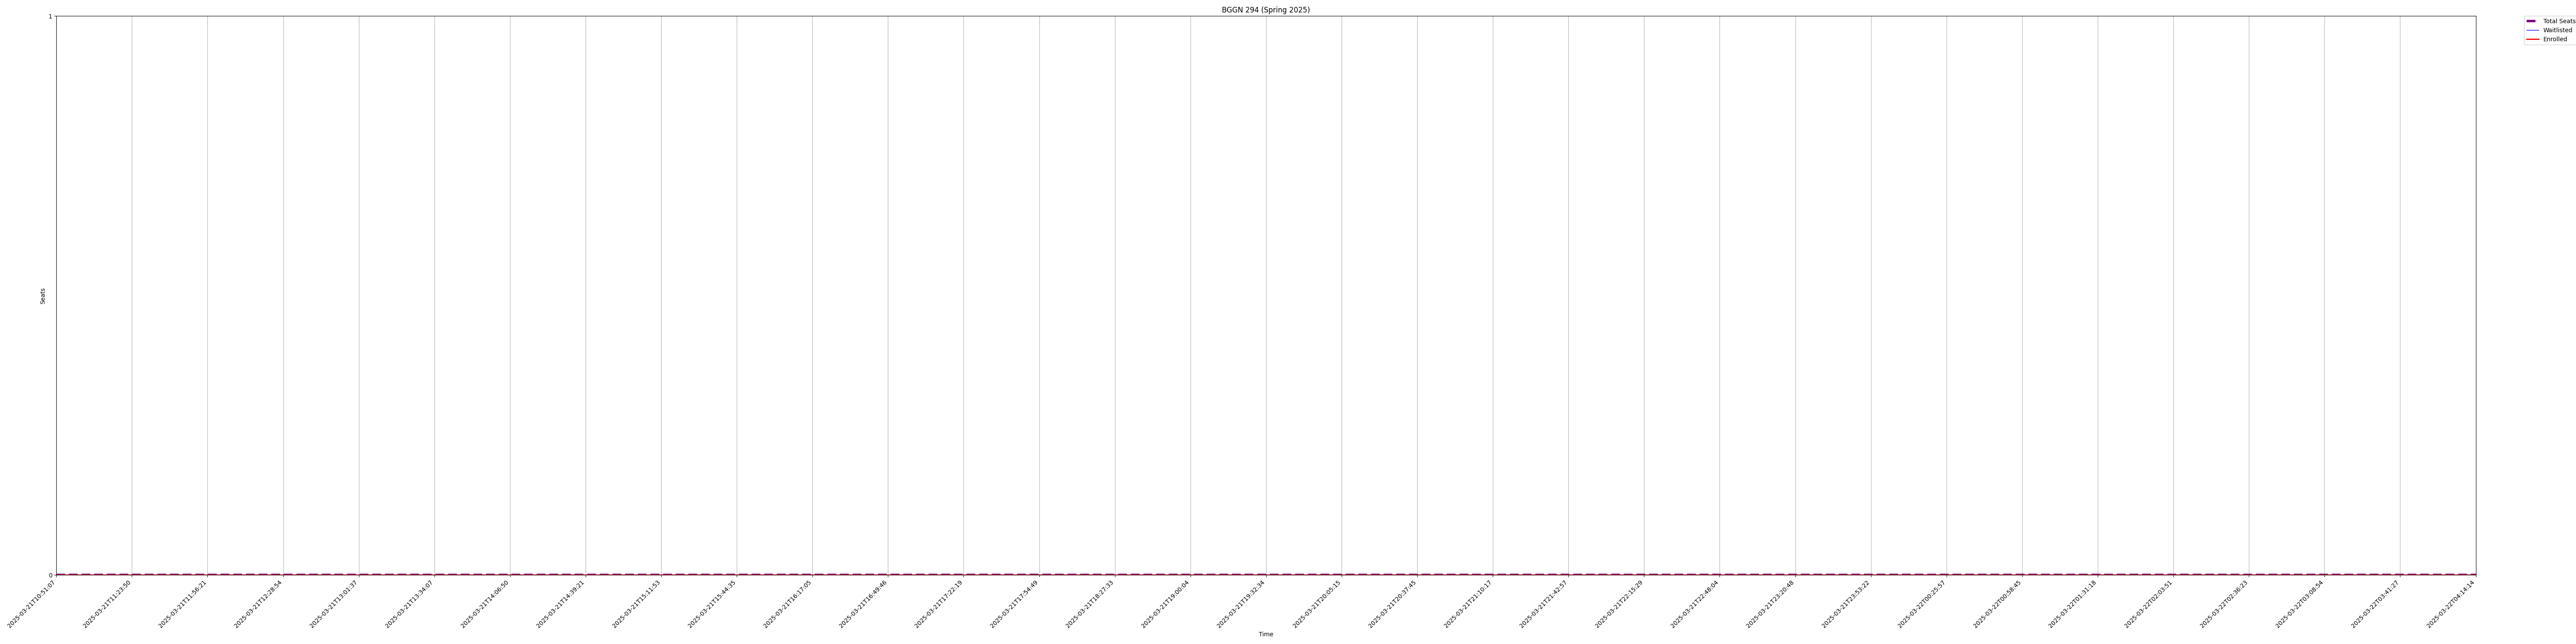 BGGN 294 (Spring 2025)
1
Total Seats
Waitlisted
Enrolled
Seats
0
2025-03-21T10:51:07
2025-03-21T11:23:50
2025-03-21T11:56:21
2025-03-21T12:28:54
2025-03-21T13:01:37
2025-03-21T13:34:07
2025-03-21T14:06:50
2025-03-21T14:39:21
2025-03-21T15:11:53
2025-03-21T15:44:35
2025-03-21T16:17:05
2025-03-21T16:49:46
2025-03-21T17:22:19
2025-03-21T17:54:49
2025-03-21T18:27:33
2025-03-21T19:00:04
2025-03-21T19:32:34
2025-03-21T20:05:15
2025-03-21T20:37:45
2025-03-21T21:10:17
2025-03-21T21:42:57
2025-03-21T22:15:29
2025-03-21T22:48:04
2025-03-21T23:20:48
2025-03-21T23:53:22
2025-03-22T00:25:57
2025-03-22T00:58:45
2025-03-22T01:31:18
2025-03-22T02:03:51
2025-03-22T02:36:23
2025-03-22T03:08:54
2025-03-22T03:41:27
2025-03-22T04:14:14
Time